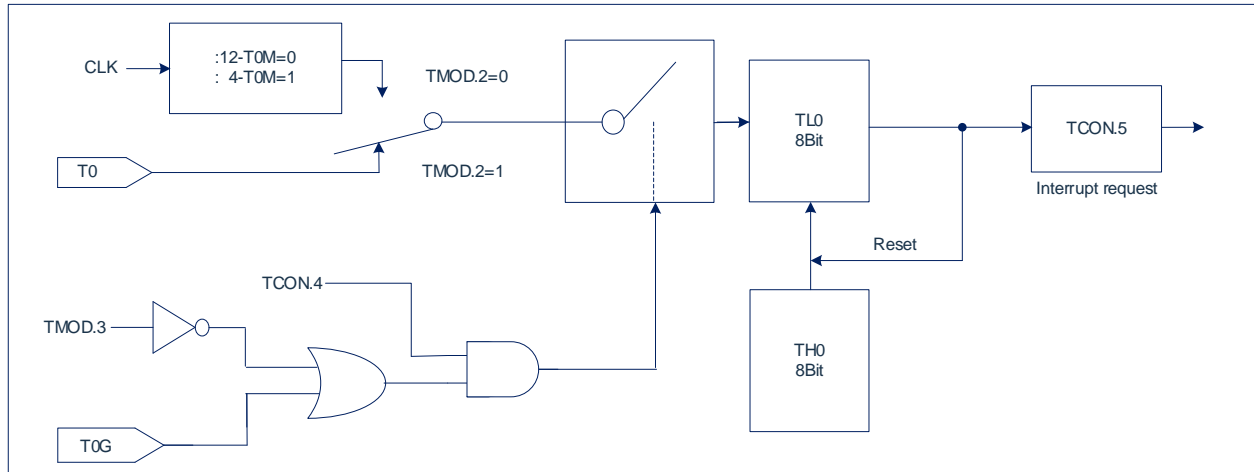 CLK
:12-T0M=0
: 4-T0M=1
TMOD.2=0
T0
TMOD.2=1
TL0
8Bit
TCON.5
Interrupt request
Reset
TCON.4
TMOD.3
TH0
8Bit
T0G